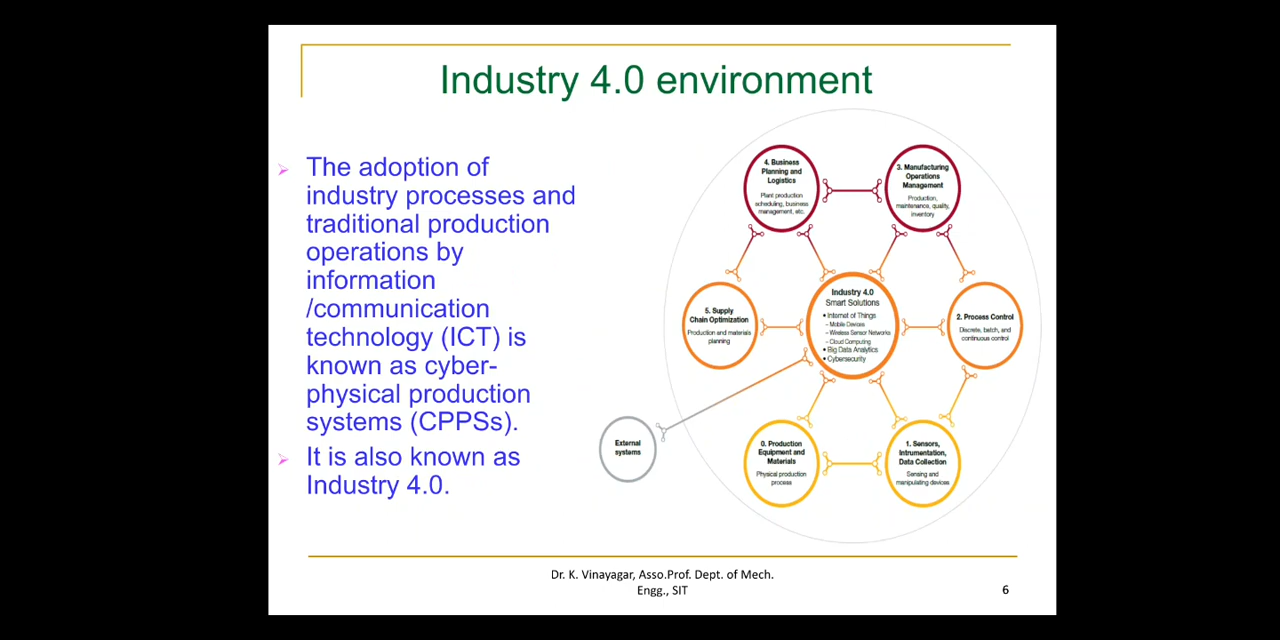 Industry 4.0 environment
The adoption of
industry processes and
traditional production
operations by
information
/communication
technology (ICT) is
known as cyber-
physical production
systems (CPPSs).
It is also known as
Industry 4.0.
4. Business
Planning and
Logistics
Plant production
scheduling, business
management, etc.
3. Manufacturing
Operations
Management
Production,
maintenance, quality,
inventory
5. Supply
Chain Optimization
Production and materials
planning
Industry 4.0
Smart Solutions
• Internet of Things
– Mobile Devices
– Wireless Sensor Networks
– Cloud Computing
• Big Data Analytics
• Cybersecurity
2. Process Control
Discrete, batch, and
continuous control
External
systems
0. Production
Equipment and
Materials
Physical production
process
1. Sensors,
Intrumentation,
Data Collection
Sensing and
manipulating devices
Dr. K. Vinayagar, Asso.Prof. Dept. of Mech.
Engg., SIT
6